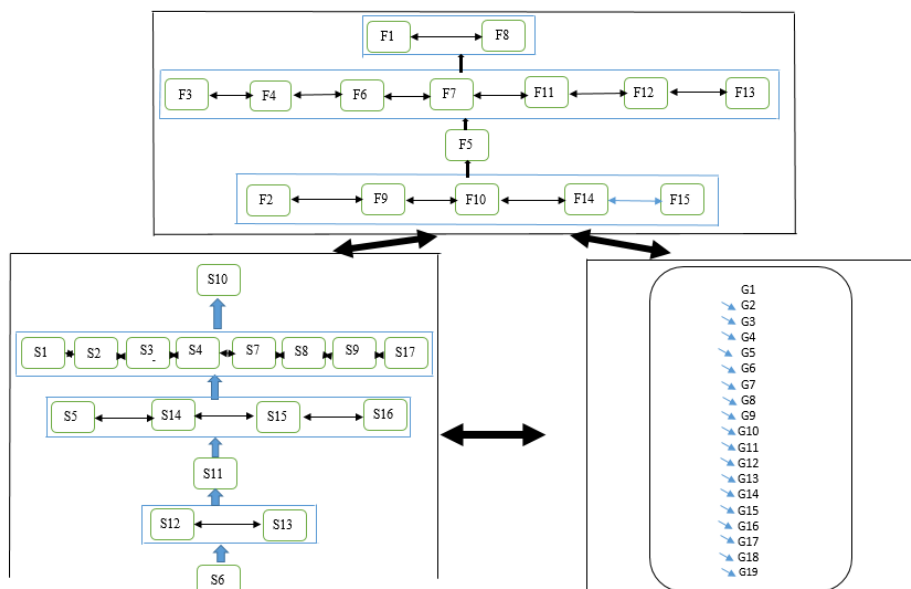 F1 F8
F3 F4 F6 F7 F11 F12 F13
F5
F2 F9 F10 F14 F15
S10
S1 S2 S3 S4 S7 S8 S9 S17
S5 S14 S15 S16
S11
S12 S13
S6
G1
G2
G3
G4
G5
G6
G7
G8
G9
G10
G11
G12
G13
G14
G15
G16
G17
G18
G19